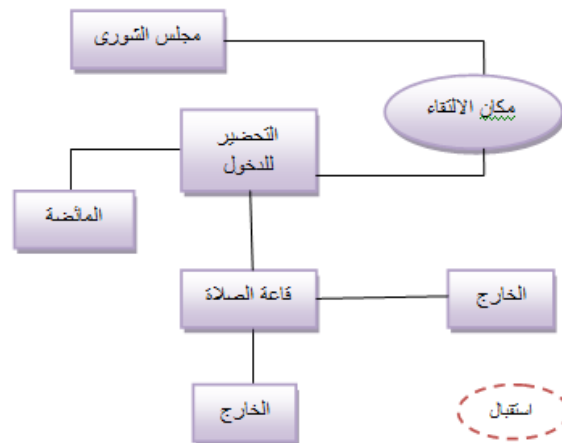 مجلس الشورى
مكان الالتقاء
التحضير
للدخول
المائضة
قاعة الصلاة
الخارج
الخارج
استقبال